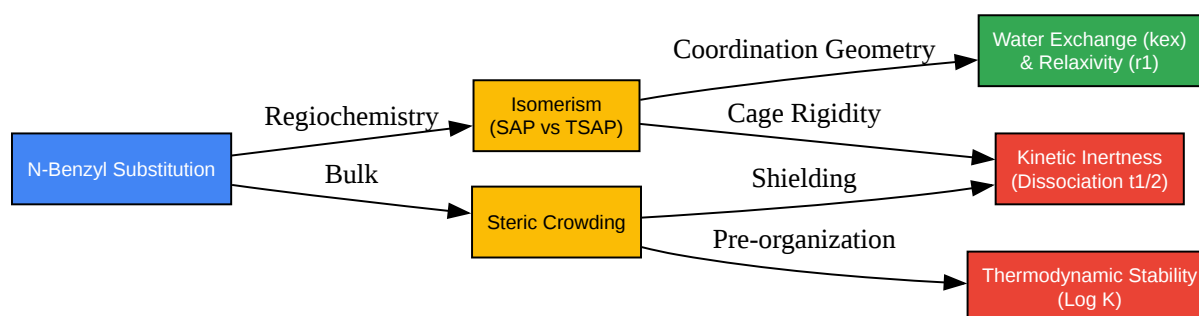 N-Benzyl Substitution
Regiochemistry
Bulk
Isomerism
(SAP vs TSAP)
Steric Crowding
Coordination Geometry
Cage Rigidity
Shielding
Pre-organization
Water Exchange (kex)
& Relaxivity (r1)
Kinetic Inertness
(Dissociation t1/2)
Thermodynamic Stability
(Log K)